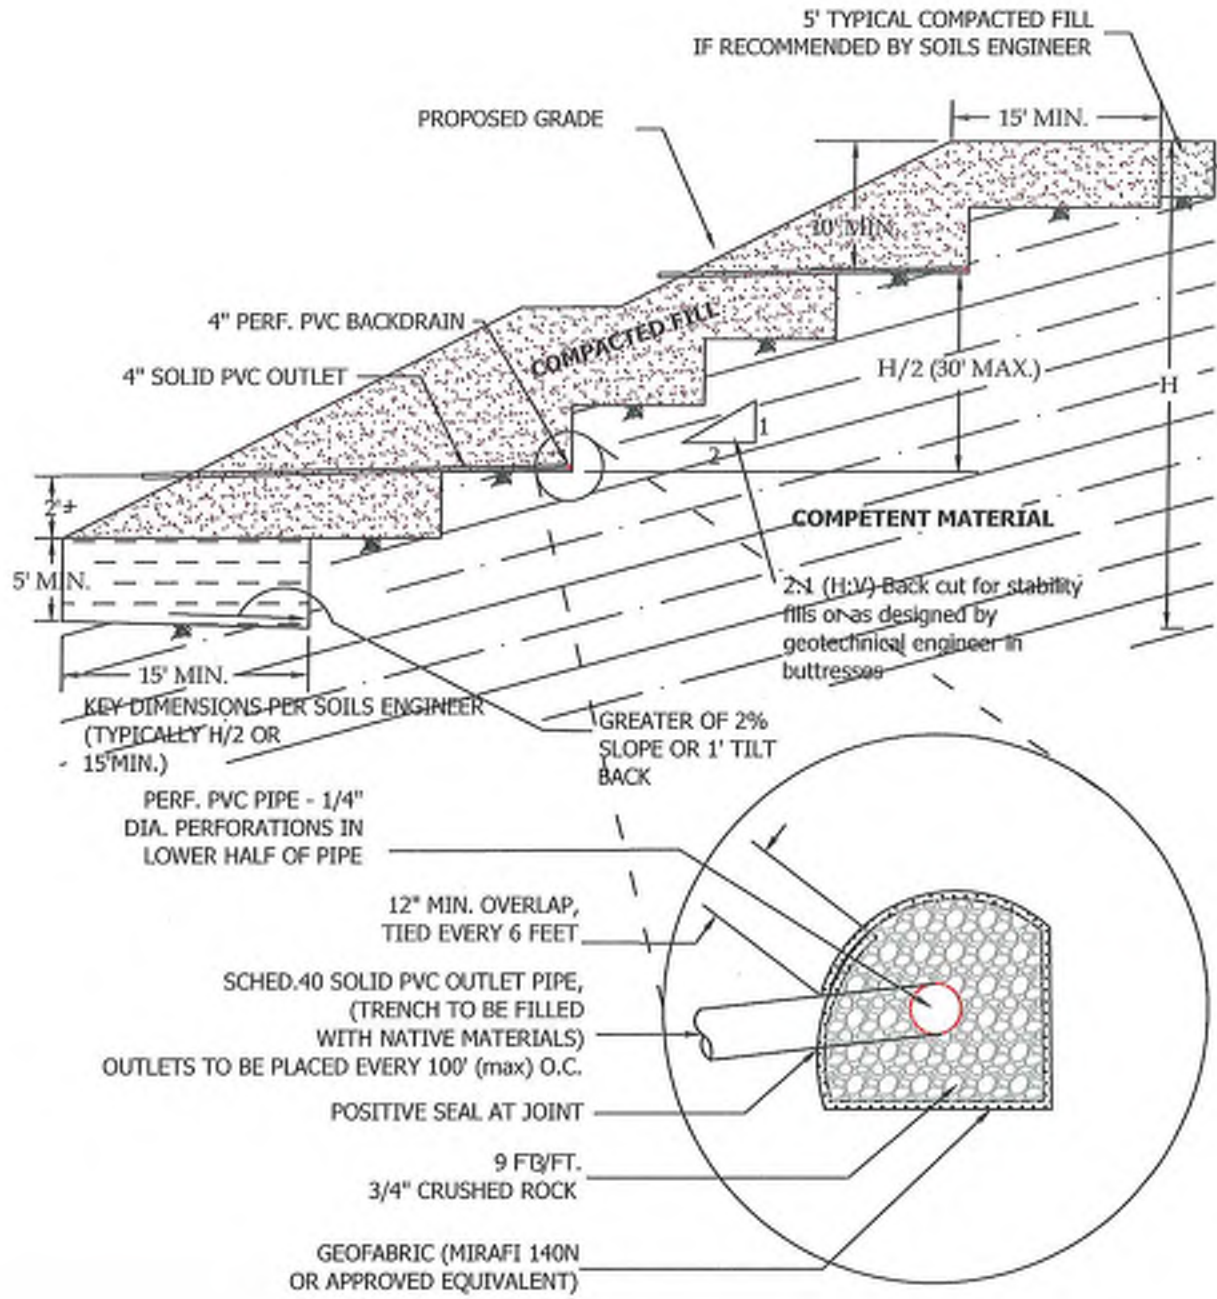 5' TYPICAL COMPACTED FILL
IF RECOMMENDED BY SOILS ENGINEER
PROPOSED GRADE
15' MIN.
10' MIN.
4" PERF. PVC BACKDRAIN
COMPACTED FILL
4" SOLID PVC OUTLET
H/2 (30' MAX.)
H
1
2
2'±
COMPETENT MATERIAL
5' MIN.
2:1 (H:V) Back cut for stability
fills or as designed by
geotechnical engineer in
buttresses
15' MIN.
KEY DIMENSIONS PER SOILS ENGINEER
(TYPICALLY H/2 OR
15'MIN.)
GREATER OF 2%
SLOPE OR 1' TILT
BACK
PERF. PVC PIPE - 1/4"
DIA. PERFORATIONS IN
LOWER HALF OF PIPE
12" MIN. OVERLAP,
TIED EVERY 6 FEET
SCHED.40 SOLID PVC OUTLET PIPE,
(TRENCH TO BE FILLED
WITH NATIVE MATERIALS)
OUTLETS TO BE PLACED EVERY 100' (max) O.C.
POSITIVE SEAL AT JOINT
9 FT3/FT.
3/4" CRUSHED ROCK
GEOFABRIC (MIRAFI 140N
OR APPROVED EQUIVALENT)